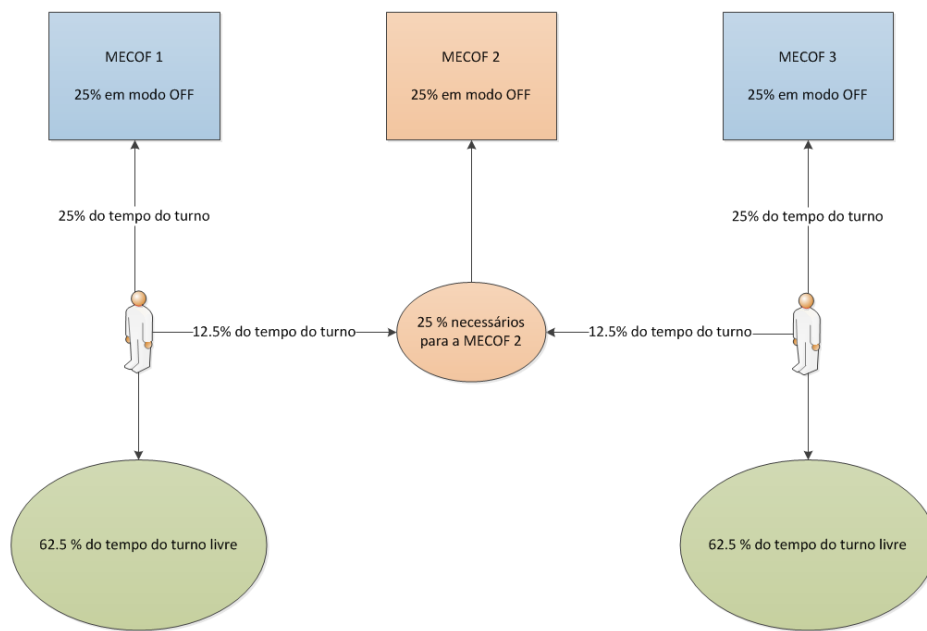 MECOF 1
25% em modo OFF
MECOF 2
25% em modo OFF
MECOF 3
25% em modo OFF
25% do tempo do turno
25% do tempo do turno
12.5% do tempo do turno
25 % necessários
para a MECOF 2
12.5% do tempo do turno
62.5 % do tempo do turno livre
62.5 % do tempo do turno livre